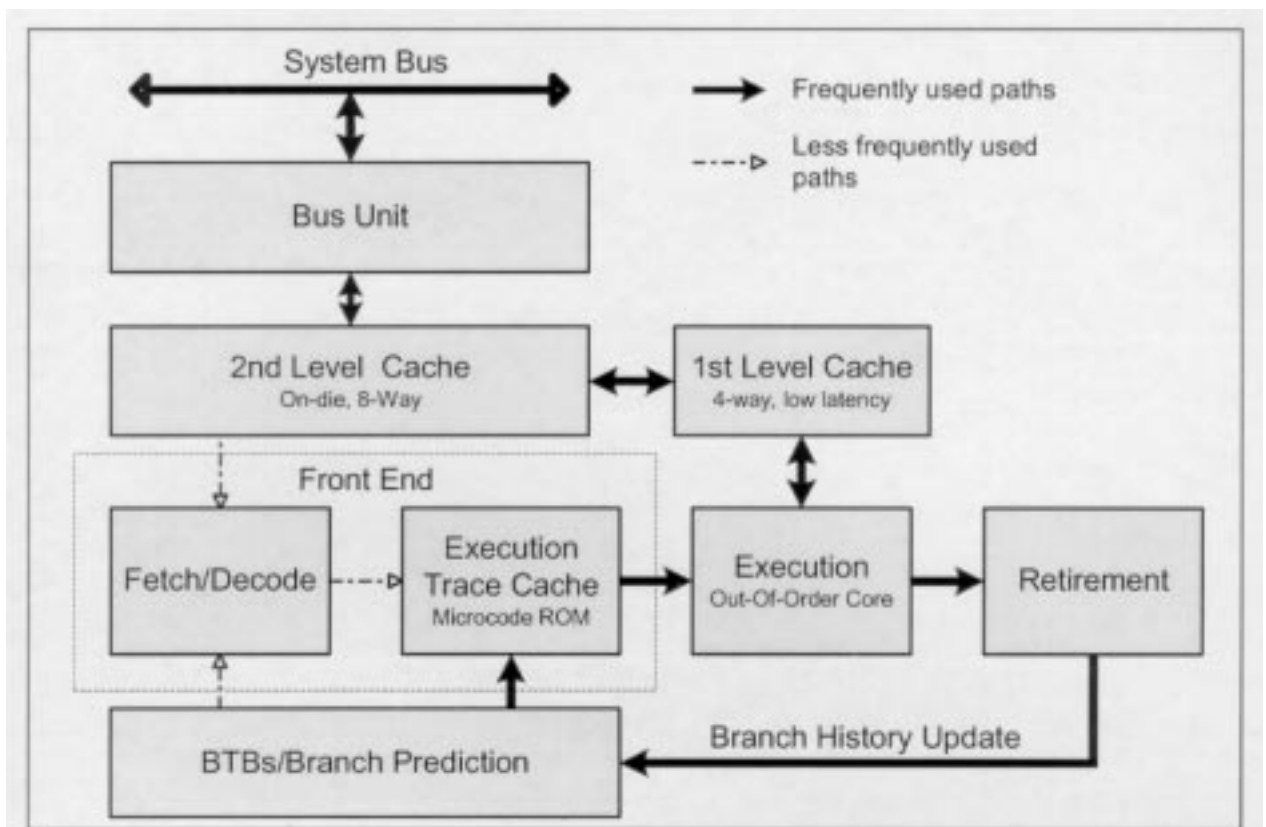 System Bus
Frequently used paths
Less frequently used
paths
Bus Unit
2nd Level Cache
On-die, 8-Way
1st Level Cache
4-way, low latency
Front End
Fetch/Decode
Execution
Trace Cache
Microcode ROM
Execution
Out-Of-Order Core
Retirement
Branch History Update
BTBs/Branch Prediction